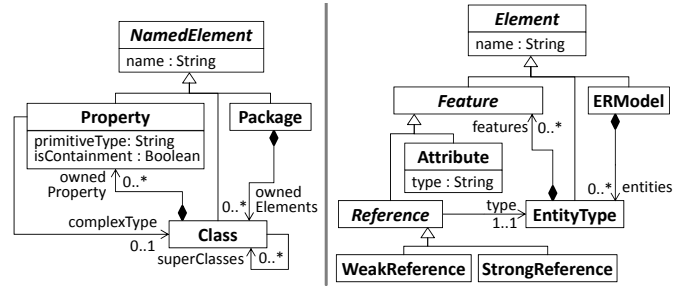 NamedElement
name : String
Property
primitiveType: String
isContainment : Boolean
Package
owned
Property
0..*
0..*
owned
Elements
complexType
0..1
Class
superClasses
0..*
Element
name : String
Feature
ERModel
features
0..*
Attribute
type : String
0..*
entities
Reference
type
1..1
EntityType
WeakReference
StrongReference